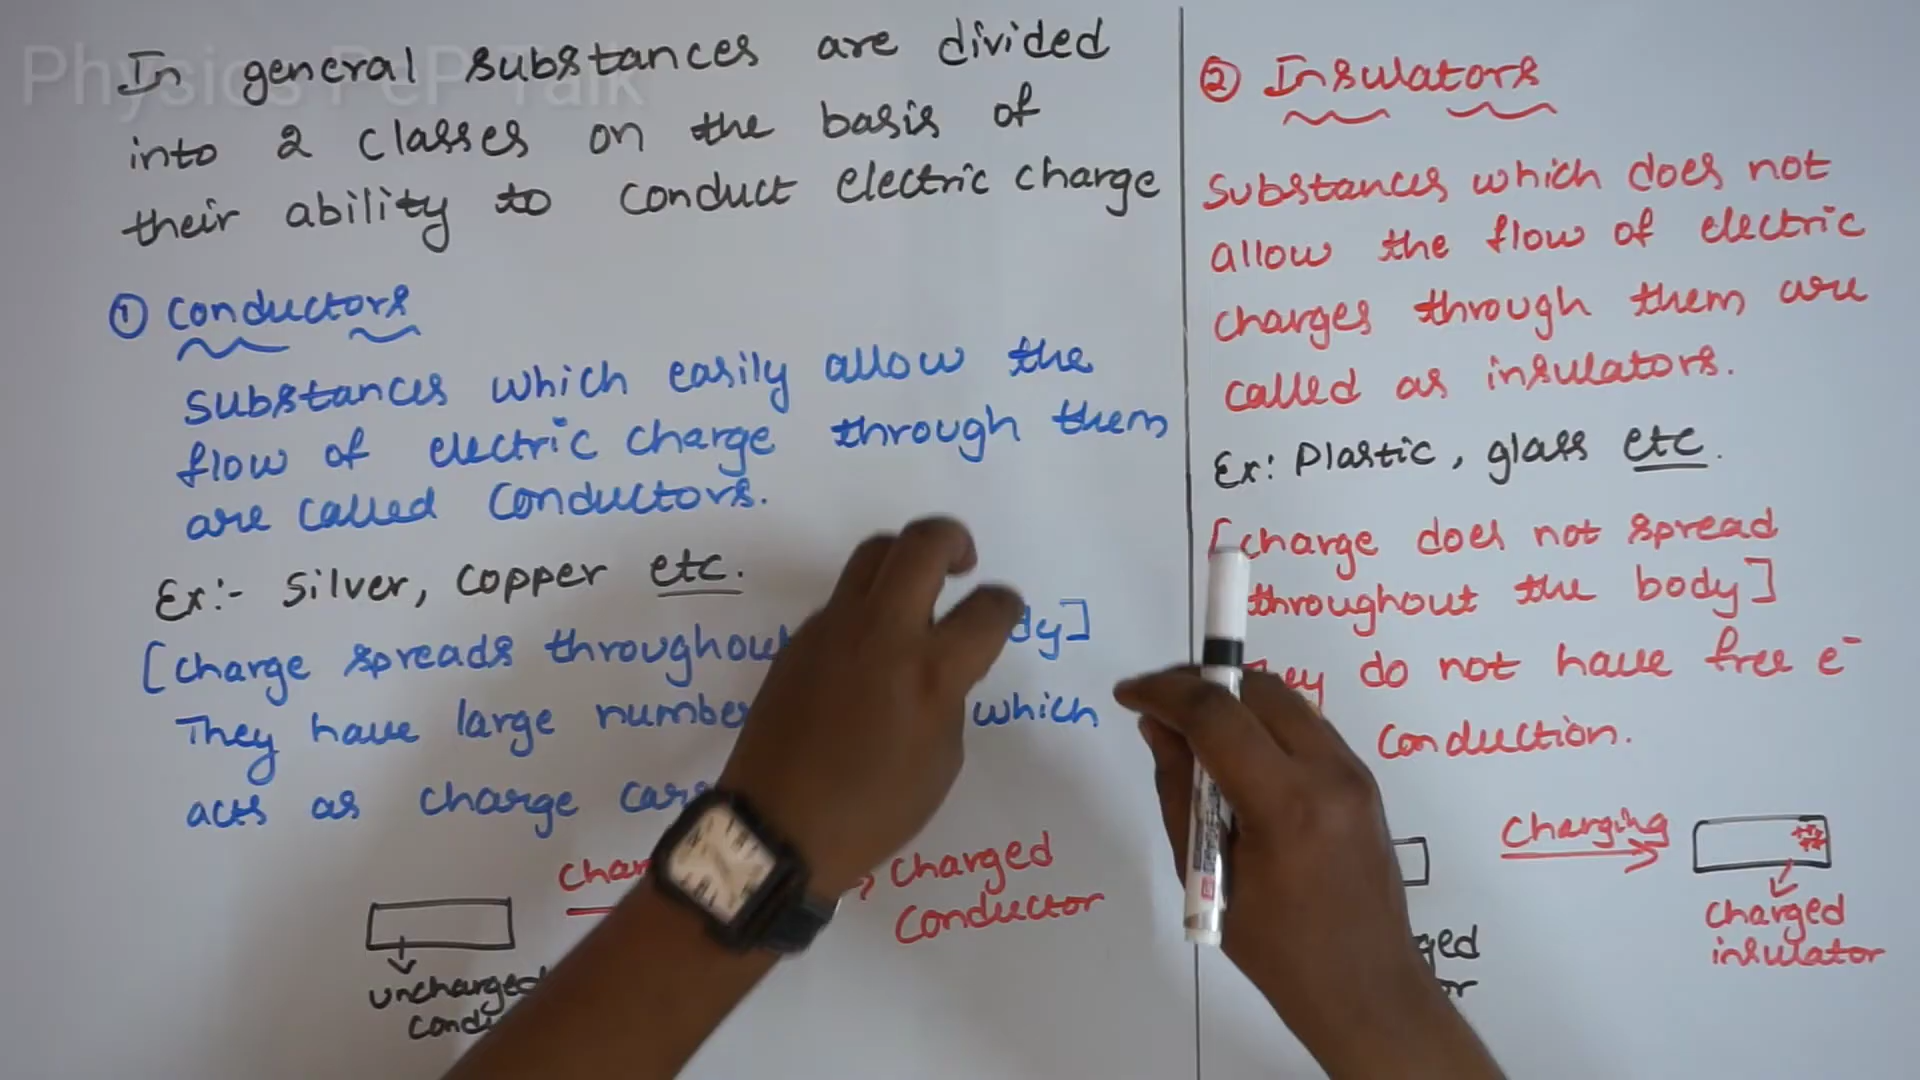 Physics PeP Talk
In general substances are divided
into 2 classes on the basis of
their ability to conduct electric charge
① Conductors
Substances which easily allow the
flow of electric charge through them
are called Conductors.
Ex:- Silver, Copper etc.
[Charge spreads throughout
They have large number which
acts as charge
Charged
Conductor
uncharged
② Insulators
Substances which does not
allow the flow of electric
charges through them are
called as insulators.
Ex: Plastic, glass etc.
[Charge does not spread
throughout the body]
They do not have free e⁻
Conduction.
Charging
Charged
insulator